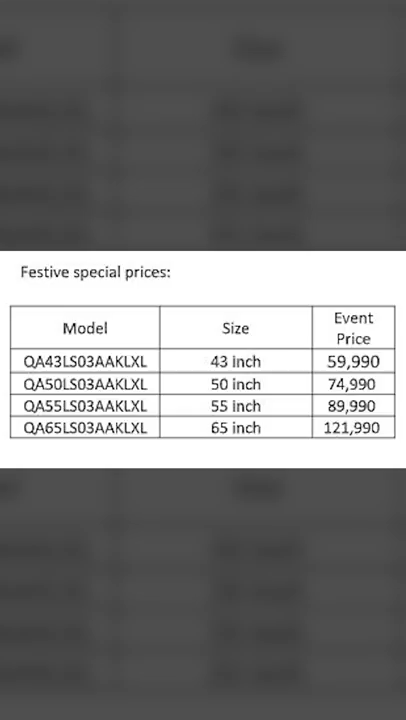 Festive special prices:
Model Size Event Price
QA43LS03AAKLXL 43 inch 59,990
QA50LS03AAKLXL 50 inch 74,990
QA55LS03AAKLXL 55 inch 89,990
QA65LS03AAKLXL 65 inch 121,990